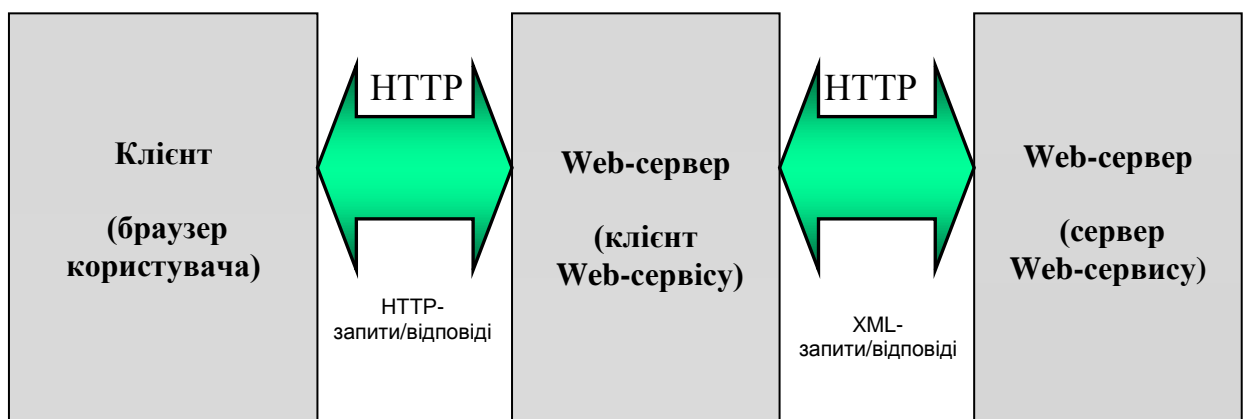 Клієнт
(браузер
користувача)
HTTP
HTTP-
запити/відповіді
Web-сервер
(клієнт
Web-сервісу)
HTTP
XML-
запити/відповіді
Web-сервер
(сервер
Web-сервису)